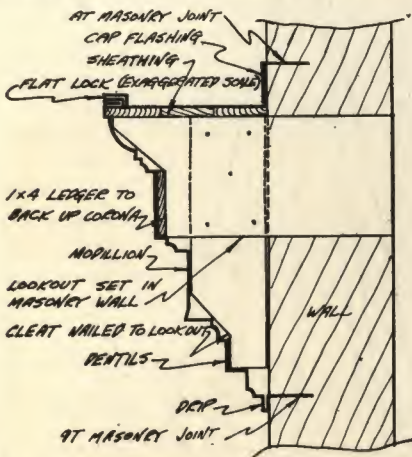 AT MASONRY JOINT
CAP FLASHING
SHEATHING
FLAT LOCK (EXAGGERATED SCALE)
1x4 LEDGER TO
BACK UP CORONA
MODILLION
LOOKOUT SET IN
MASONRY WALL
WALL
CLEAT NAILED TO LOOKOUT
DENTILS
DRIP
AT MASONRY JOINT